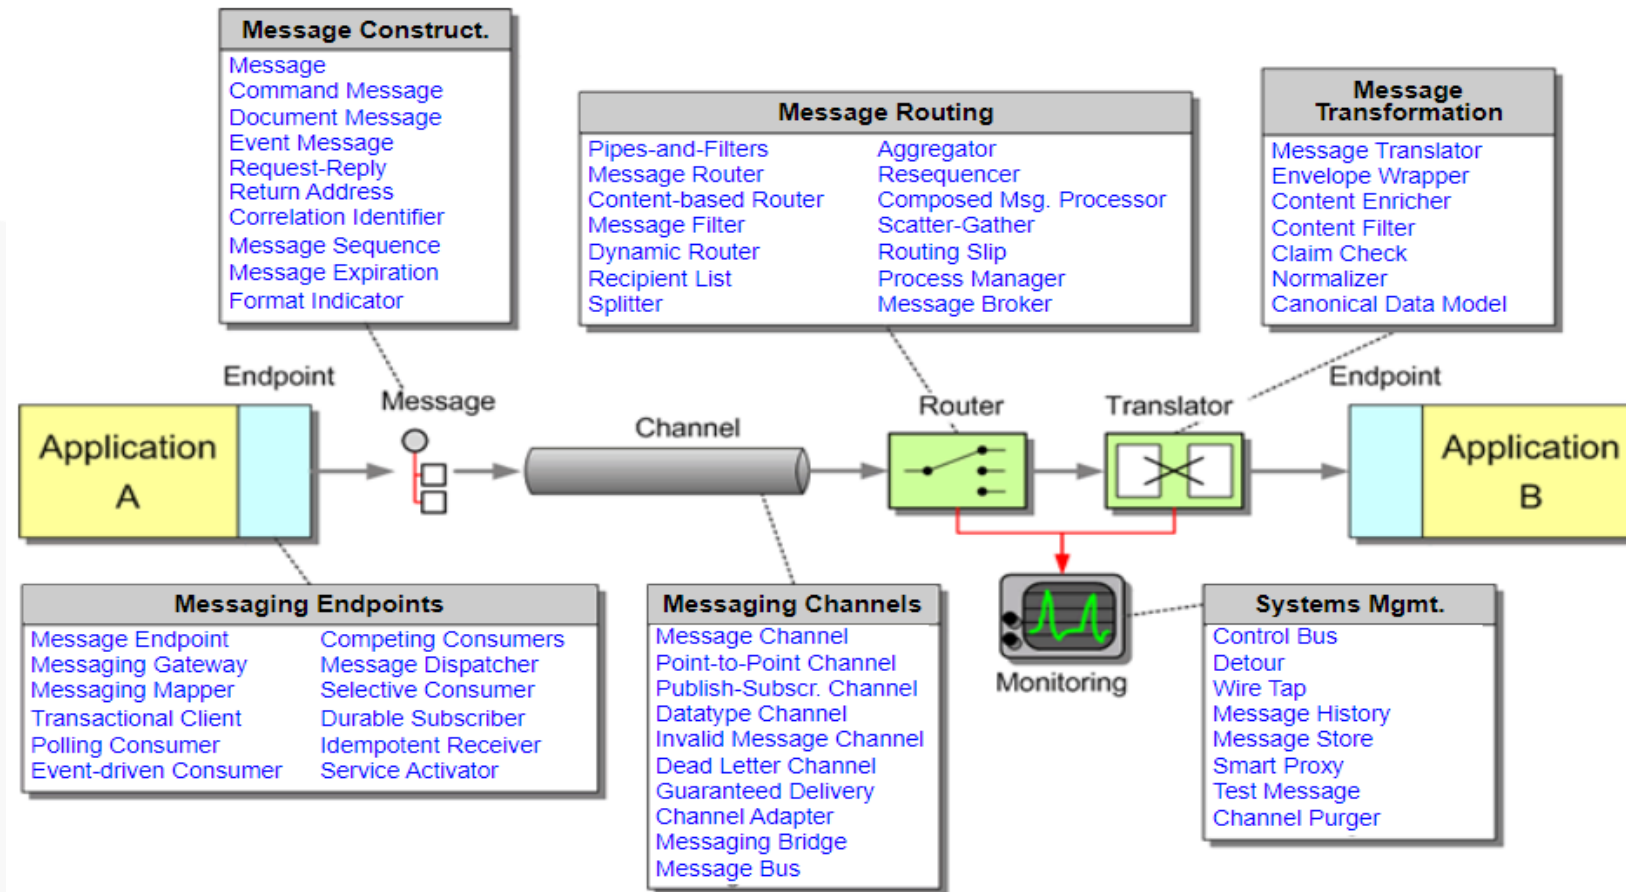 Message Construct.
Message
Command Message
Document Message
Event Message
Request-Reply
Return Address
Correlation Identifier
Message Sequence
Message Expiration
Format Indicator
Message Routing
Pipes-and-Filters
Message Router
Content-based Router
Message Filter
Dynamic Router
Recipient List
Splitter
Aggregator
Resequencer
Composed Msg. Processor
Scatter-Gather
Routing Slip
Process Manager
Message Broker
Message
Transformation
Message Translator
Envelope Wrapper
Content Enricher
Content Filter
Claim Check
Normalizer
Canonical Data Model
Endpoint
Message
Channel
Router
Translator
Endpoint
Application
A
Application
B
Messaging Endpoints
Message Endpoint
Messaging Gateway
Messaging Mapper
Transactional Client
Polling Consumer
Event-driven Consumer
Competing Consumers
Message Dispatcher
Selective Consumer
Durable Subscriber
Idempotent Receiver
Service Activator
Messaging Channels
Message Channel
Point-to-Point Channel
Publish-Subscr. Channel
Datatype Channel
Invalid Message Channel
Dead Letter Channel
Guaranteed Delivery
Channel Adapter
Messaging Bridge
Message Bus
Monitoring
Systems Mgmt.
Control Bus
Detour
Wire Tap
Message History
Message Store
Smart Proxy
Test Message
Channel Purger